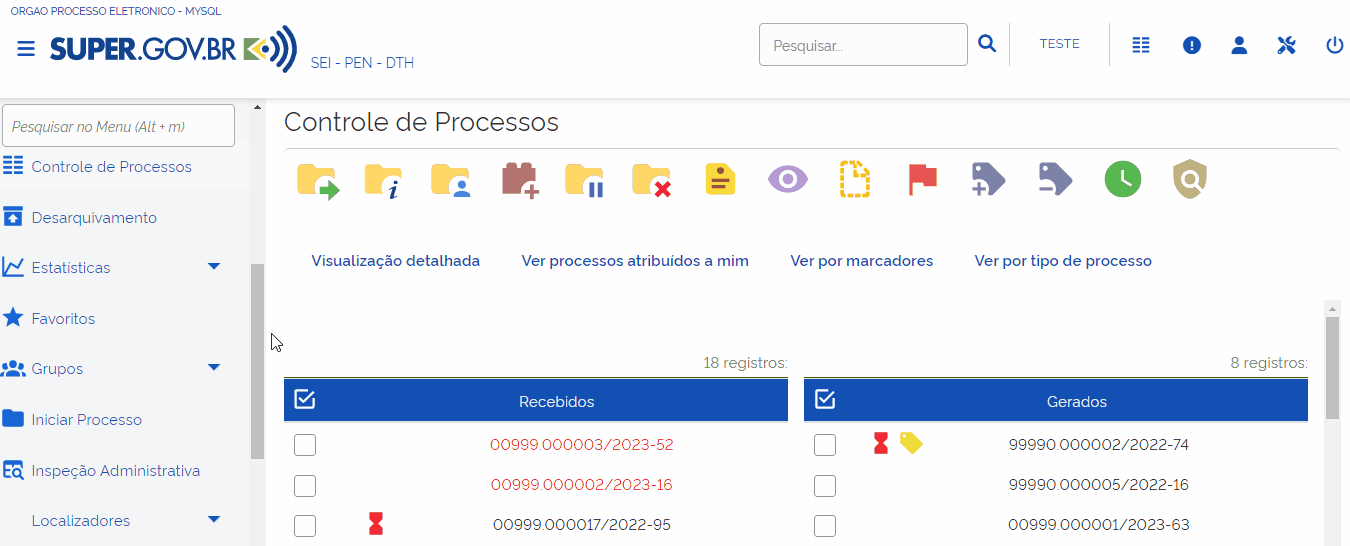 ORGAO PROCESSO ELETRONICO - MYSQL
SUPER.GOV.BR
SEI - PEN - DTH
Pesquisar...
TESTE
Pesquisar no Menu (Alt + m)
Controle de Processos
Desarquivamento
Estatísticas
Favoritos
Grupos
Iniciar Processo
Inspeção Administrativa
Localizadores
Controle de Processos
Visualização detalhada Ver processos atribuídos a mim Ver por marcadores Ver por tipo de processo
18 registros:
Recebidos
00999.000003/2023-52
00999.000002/2023-16
00999.000017/2022-95
8 registros:
Gerados
99990.000002/2022-74
99990.000005/2022-16
00999.000001/2023-63